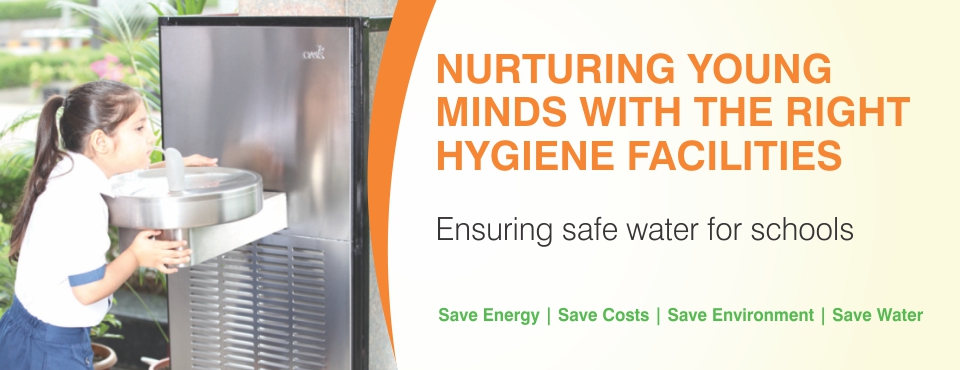 OASIS
NURTURING YOUNG
MINDS WITH THE RIGHT
HYGIENE FACILITIES
Ensuring safe water for schools
Save Energy | Save Costs | Save Environment | Save Water